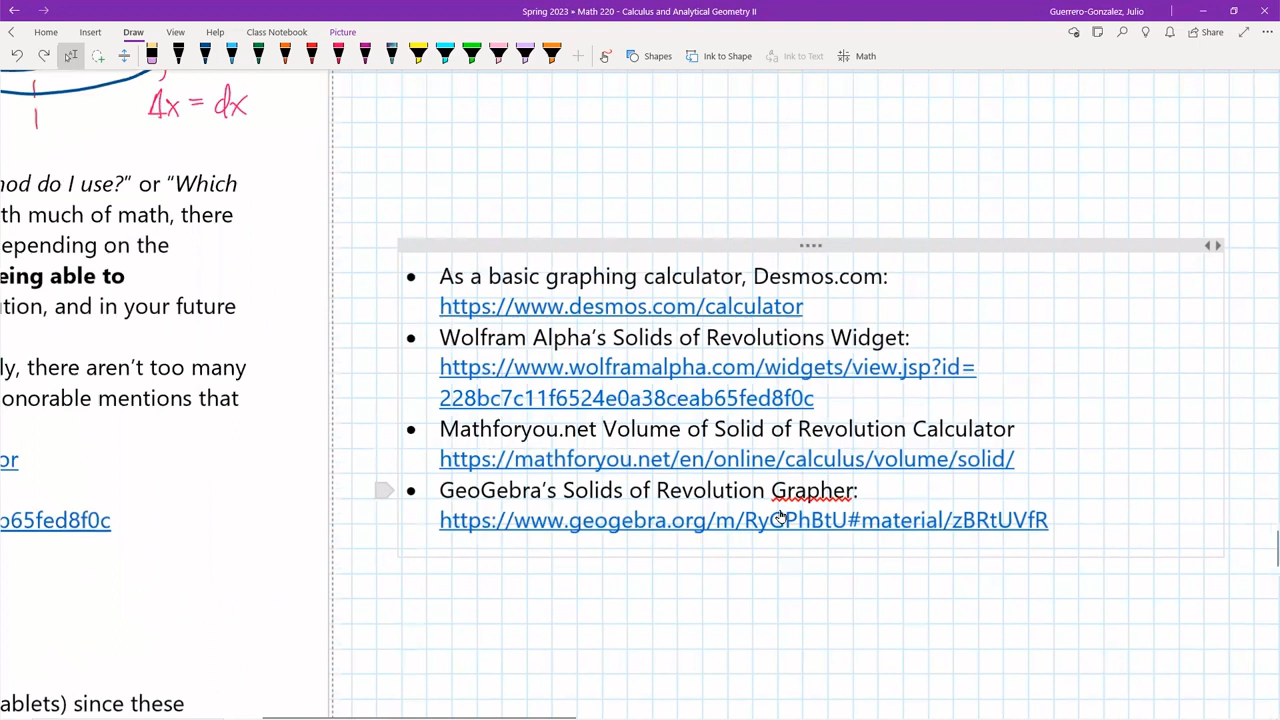 Spring 2023 » Math 220 - Calculus and Analytical Geometry II
Guerrero-Gonzalez, Julio
Home Insert Draw View Help Class Notebook Picture
Share
Shapes Ink to Shape Ink to Text Math
Δx = dx
1
nod do I use?" or "Which
th much of math, there
epending on the
eing able to
ution, and in your future
ly, there aren't too many
onorable mentions that
or
b65fed8f0c
ablets) since these
• As a basic graphing calculator, Desmos.com:
https://www.desmos.com/calculator
• Wolfram Alpha's Solids of Revolutions Widget:
https://www.wolframalpha.com/widgets/view.jsp?id=
228bc7c11f6524e0a38ceab65fed8f0c
• Mathforyou.net Volume of Solid of Revolution Calculator
https://mathforyou.net/en/online/calculus/volume/solid/
• GeoGebra's Solids of Revolution Grapher:
https://www.geogebra.org/m/RyCPhBtU#material/zBRtUVfR